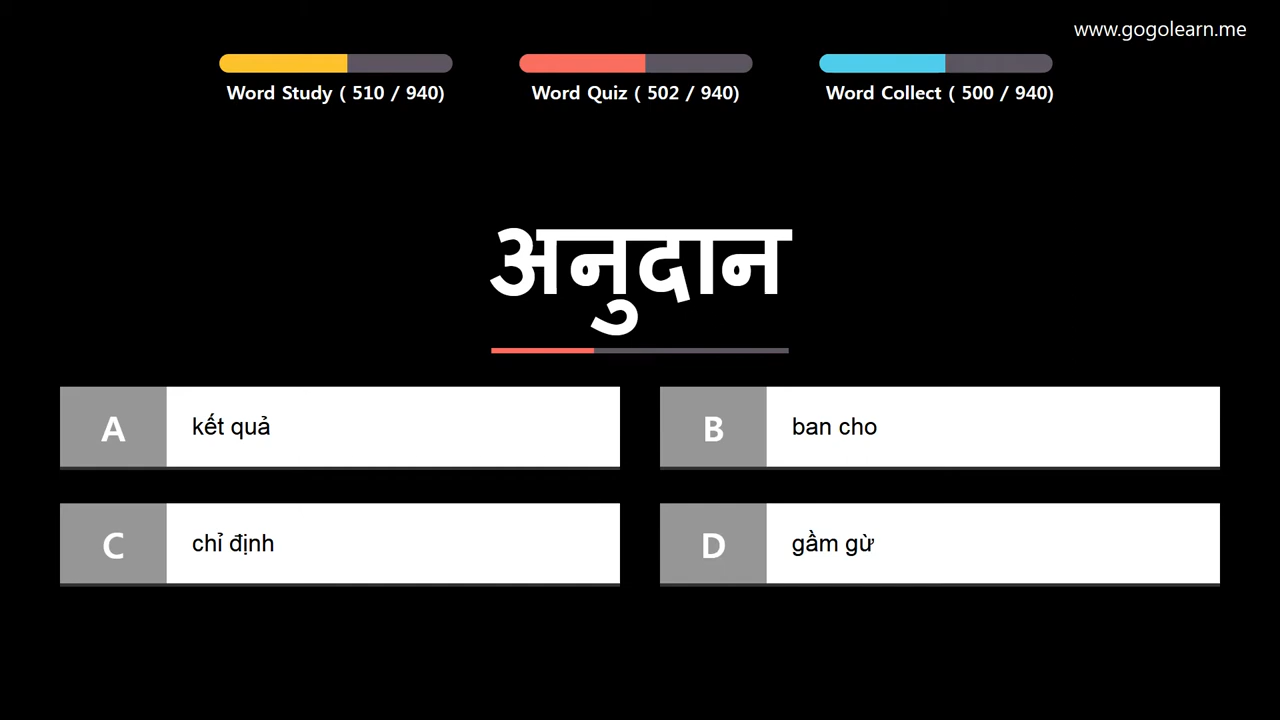 www.gogolearn.me
Word Study ( 510 / 940)
Word Quiz ( 502 / 940)
Word Collect ( 500 / 940)
अनुदान
A kết quả
B ban cho
C chỉ định
D gầm gừ